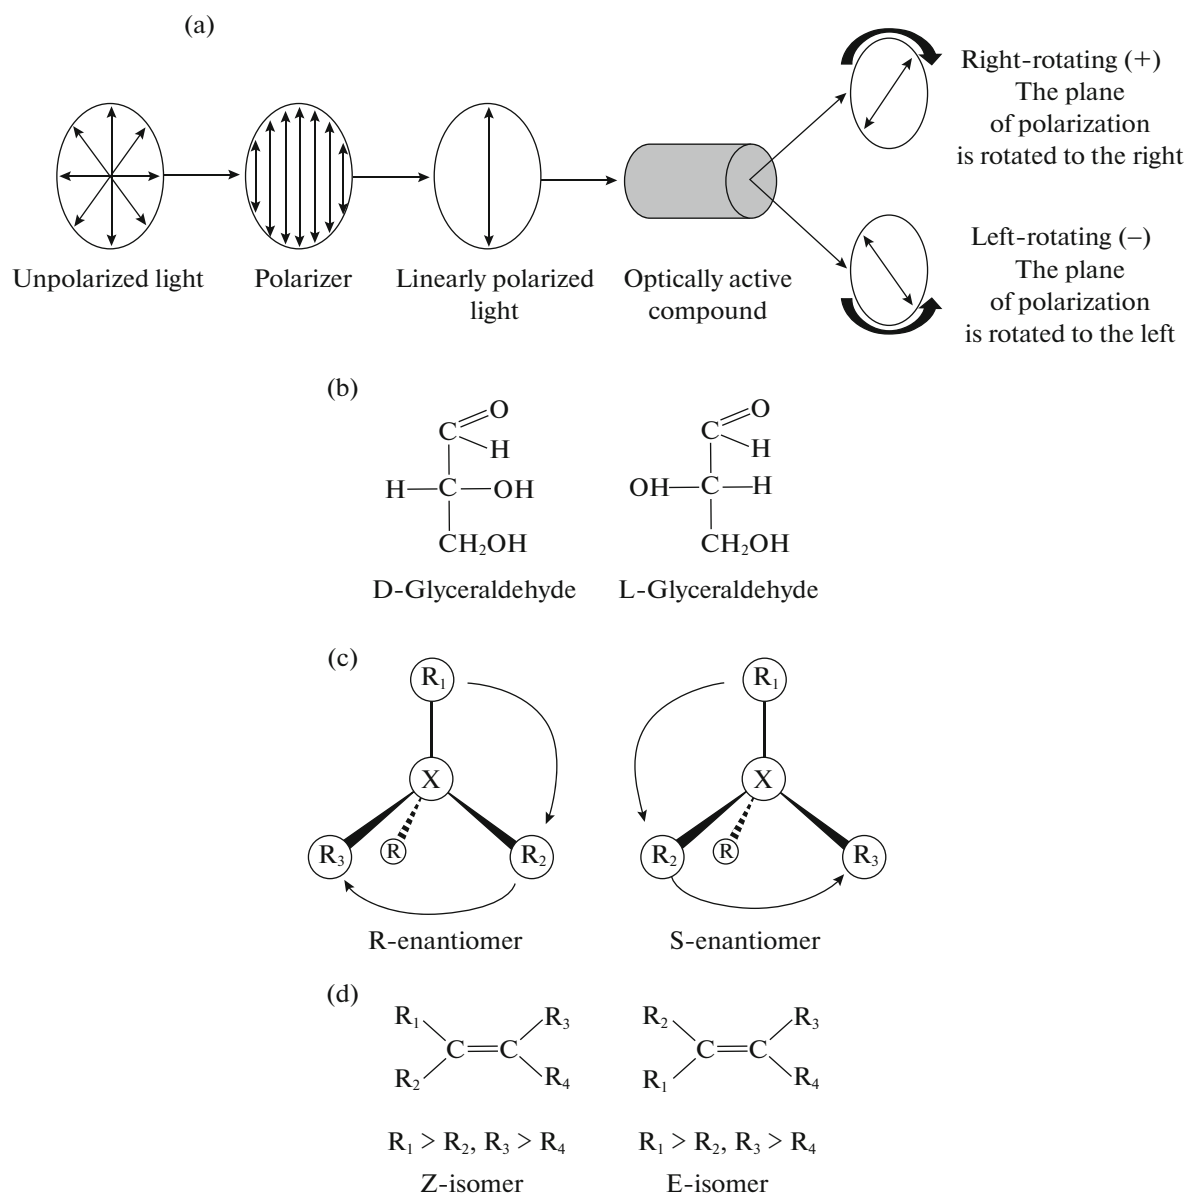 (a)
Unpolarized light
Polarizer
Linearly polarized
light
Optically active
compound
Right-rotating (+)
The plane
of polarization
is rotated to the right
Left-rotating (–)
The plane
of polarization
is rotated to the left
(b)
C O
H
H C OH
CH₂OH
D-Glyceraldehyde
C O
H
OH C H
CH₂OH
L-Glyceraldehyde
(c)
R₁
X
R₃ R R₂
R-enantiomer
R₁
X
R₂ R R₃
S-enantiomer
(d)
R₁ R₃
C=C
R₂ R₄
R₁ > R₂, R₃ > R₄
Z-isomer
R₂ R₃
C=C
R₁ R₄
R₁ > R₂, R₃ > R₄
E-isomer